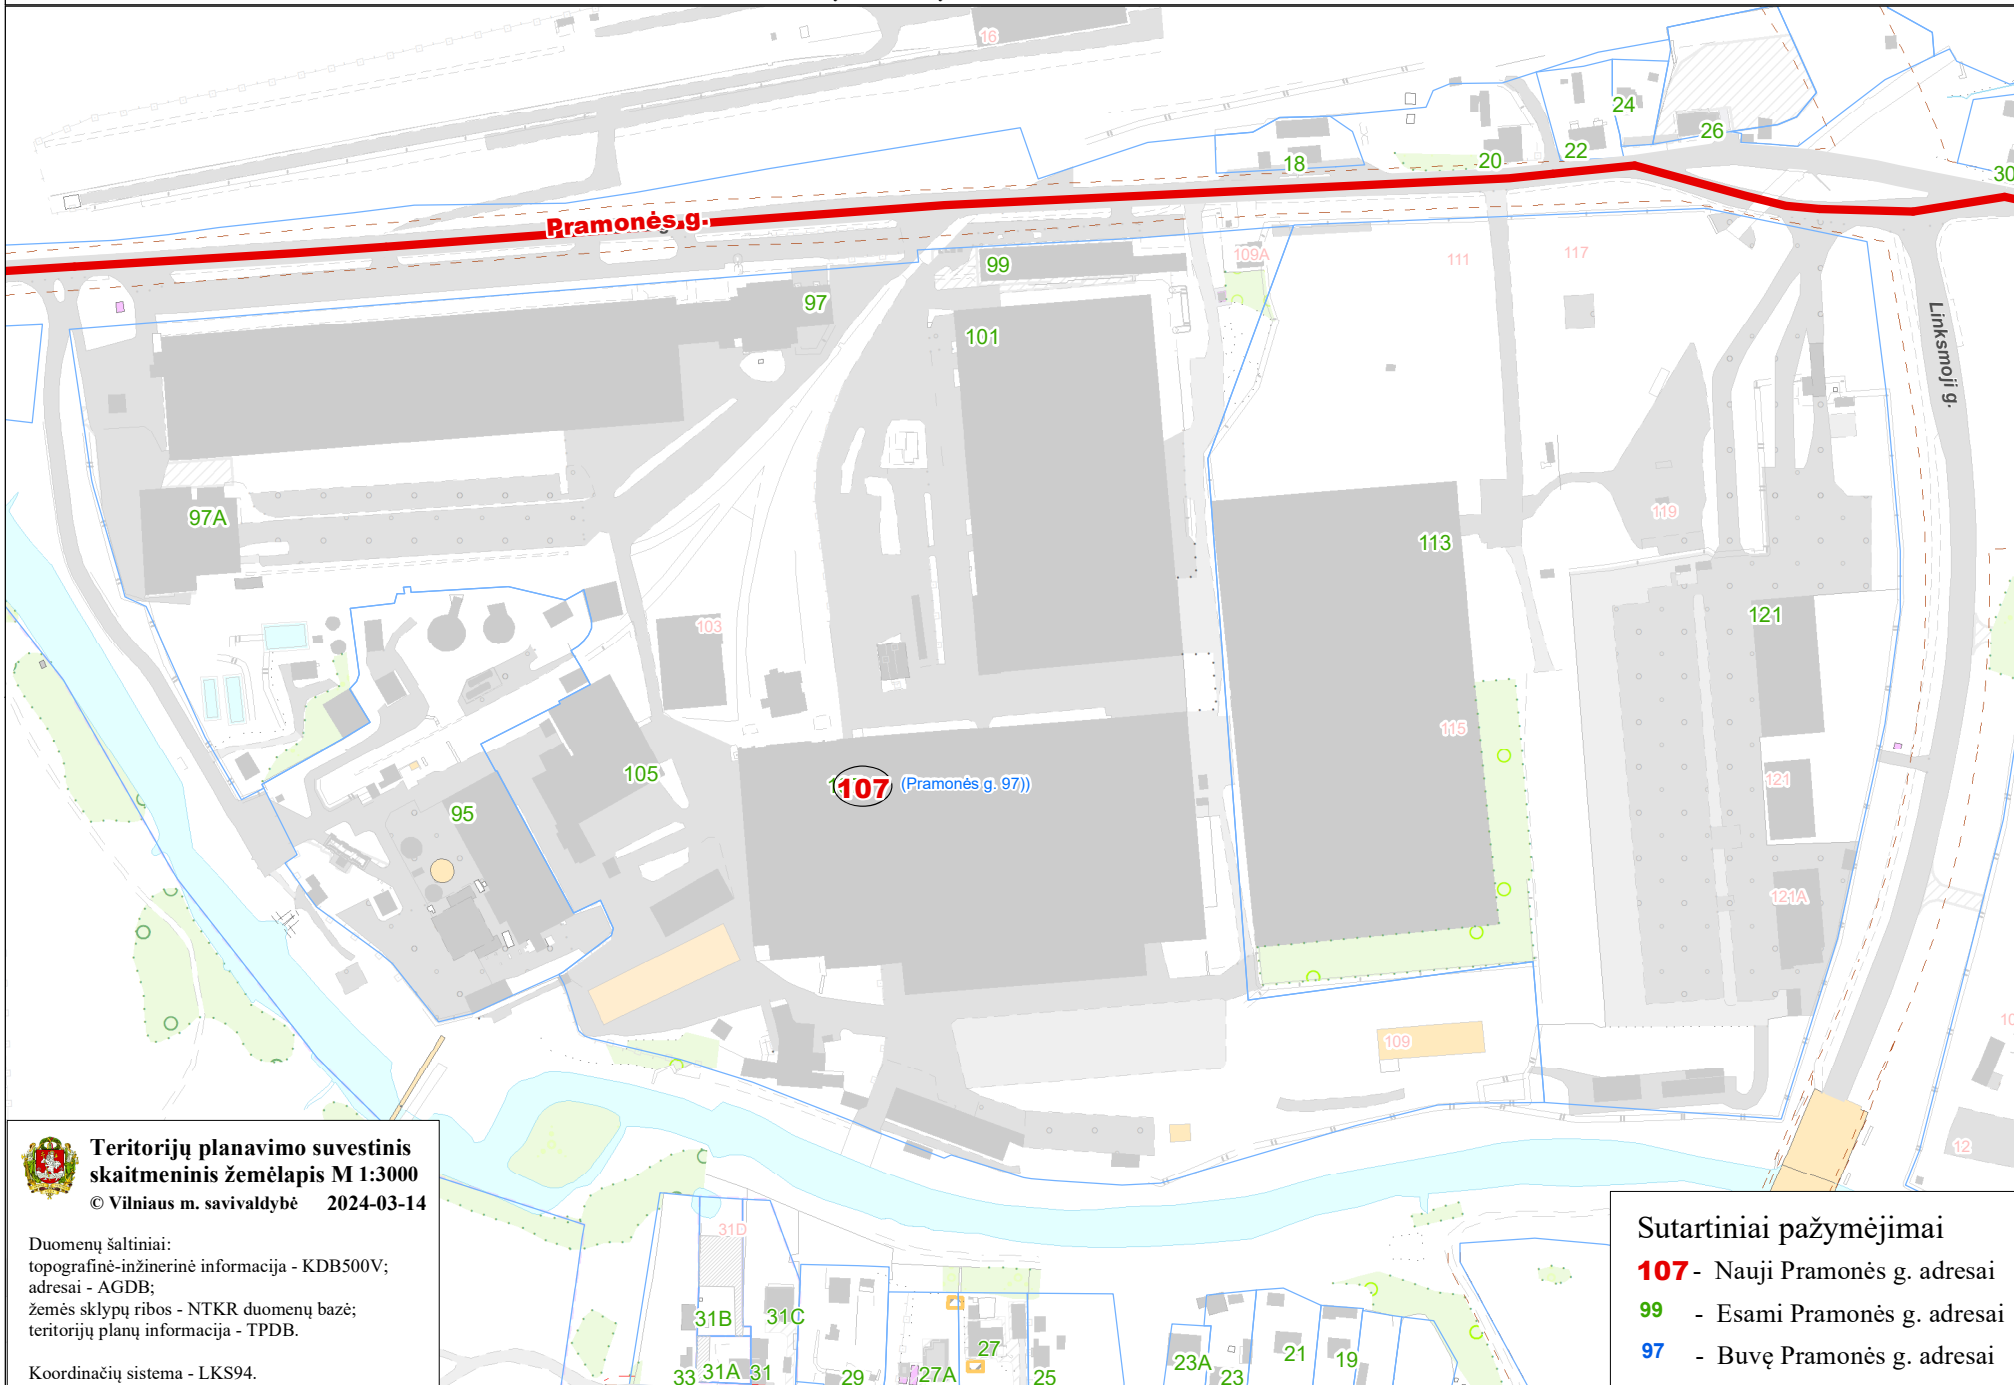 16
24
26
18
20
22
30
Pramonės g.
99
109A
111
117
97
101
Linksmoji g.
97A
113
119
103
121
115
105
107 (Pramonės g. 97))
121
95
121A
109
12
31D
31B
31C
33
31A
31
29
27A
27
25
23A
23
21
19
Teritorijų planavimo suvestinis
skaitmeninis žemėlapis M 1:3000
© Vilniaus m. savivaldybė 2024-03-14
Duomenų šaltiniai:
topografinė-inžinerinė informacija - KDB500V;
adresai - AGDB;
žemės sklypų ribos - NTKR duomenų bazė;
teritorijų planų informacija - TPDB.
Koordinačių sistema - LKS94.
Sutartiniai pažymėjimai
107 - Nauji Pramonės g. adresai
99 - Esami Pramonės g. adresai
97 - Buvę Pramonės g. adresai